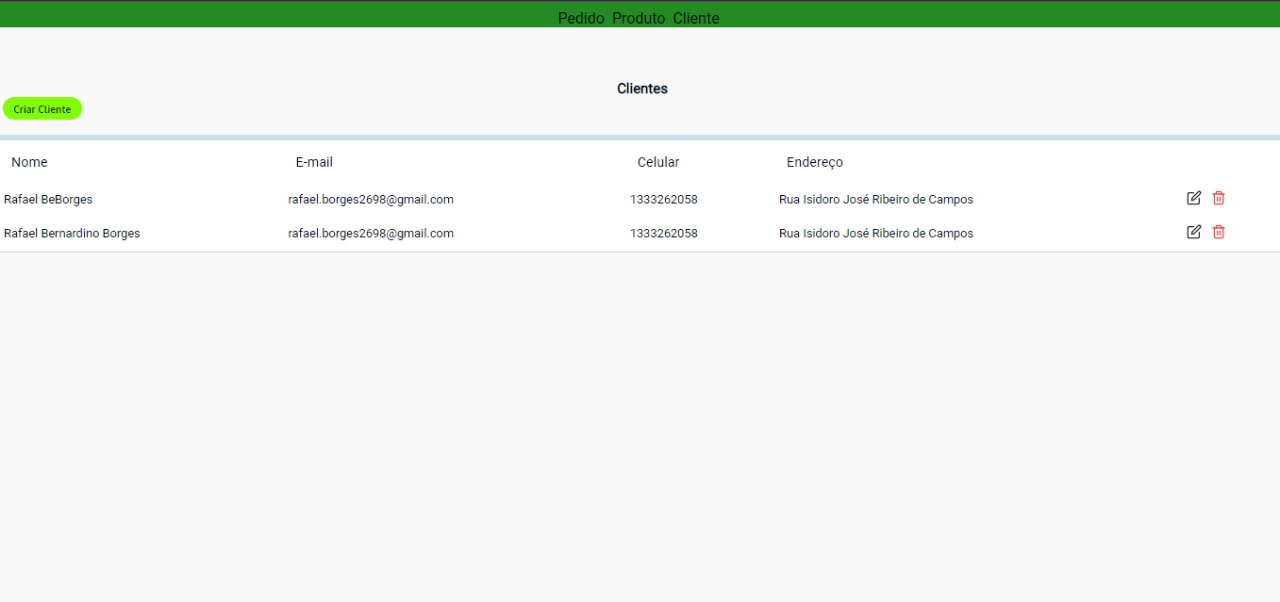 Pedido Produto Cliente
Clientes
Criar Cliente
Nome E-mail Celular Endereço
Rafael BeBorges rafael.borges2698@gmail.com 1333262058 Rua Isidoro José Ribeiro de Campos
Rafael Bernardino Borges rafael.borges2698@gmail.com 1333262058 Rua Isidoro José Ribeiro de Campos